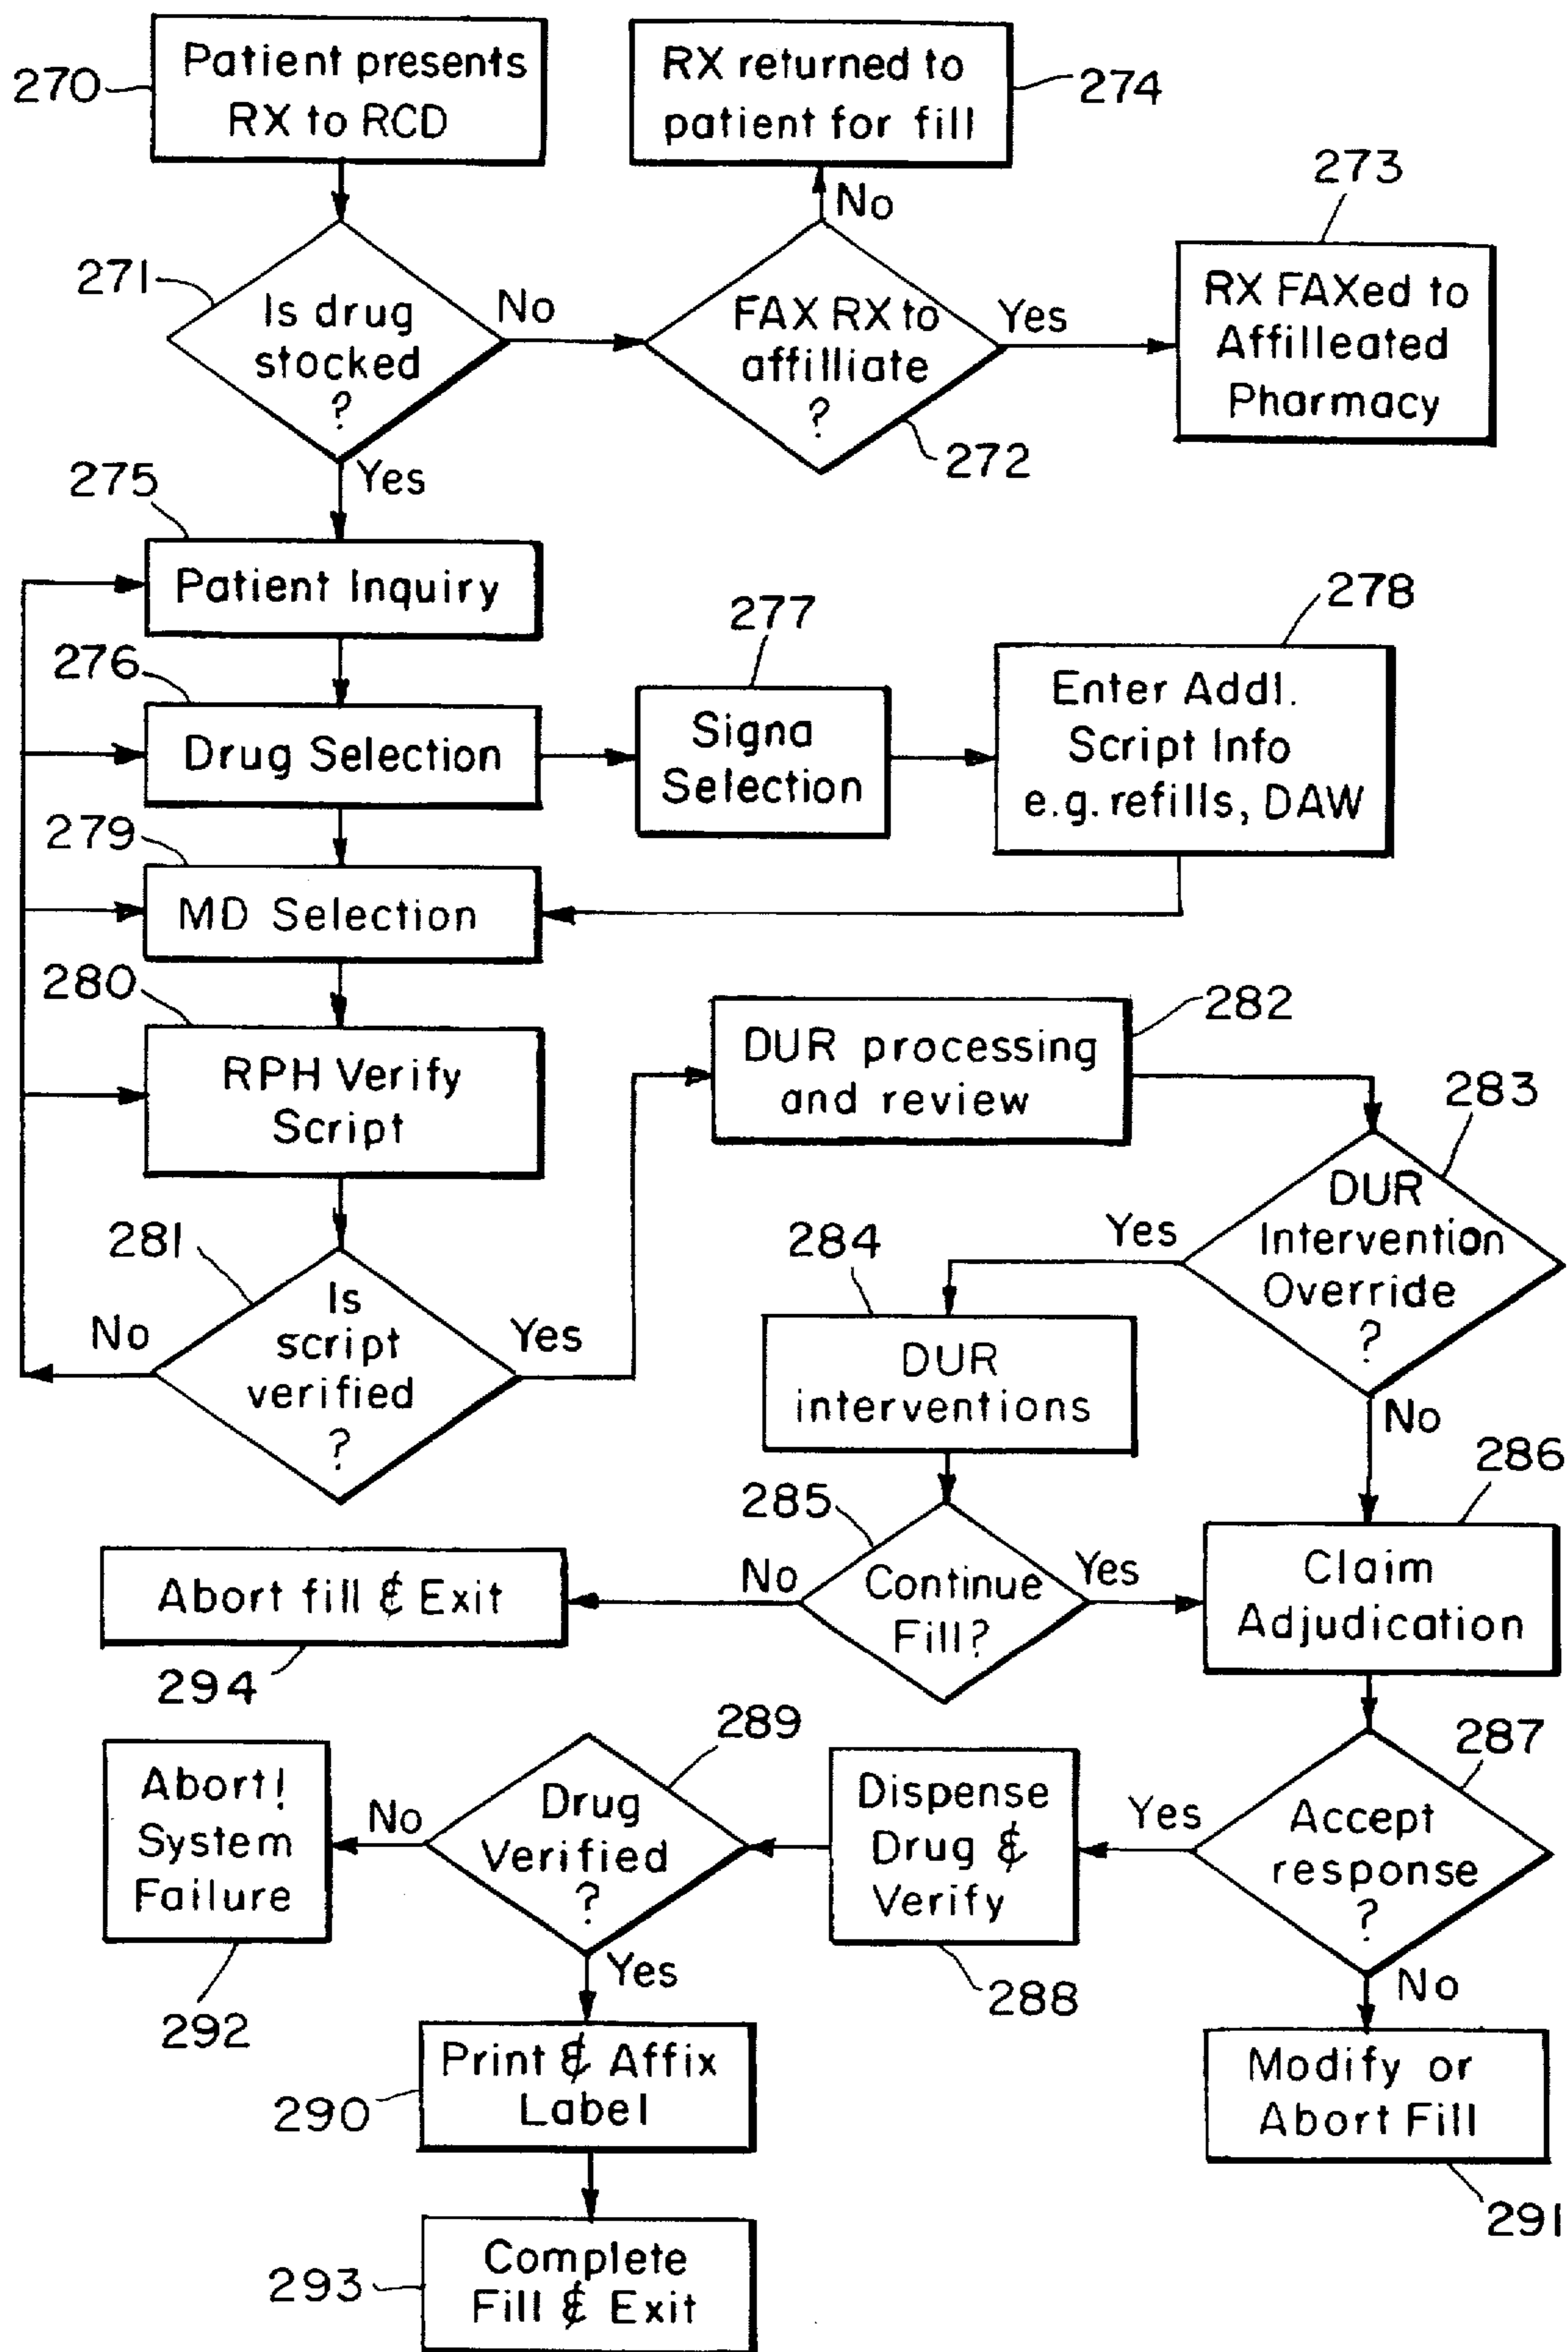 270
Patient presents
RX to RCD
RX returned to
patient for fill
274
273
No
271
Is drug
stocked
?
No
FAX RX to
affilliate
?
Yes
RX FAXed to
Affilleated
Pharmacy
272
Yes
275
Patient Inquiry
276
277
278
Drug Selection
Signa
Selection
Enter Addl.
Script Info
e.g. refills, DAW
279
MD Selection
280
RPH Verify
Script
DUR processing
and review
282
283
281
Is
script
verified
?
No
Yes
DUR
Intervention
Override
?
Yes
284
DUR
interventions
No
286
285
Continue
Fill?
No
Yes
Claim
Adjudication
Abort fill & Exit
294
289
287
Abort!
System
Failure
No
Drug
Verified
?
Dispense
Drug &
Verify
Yes
Accept
response
?
292
Yes
288
No
290
Print & Affix
Label
Modify or
Abort Fill
291
293
Complete
Fill & Exit